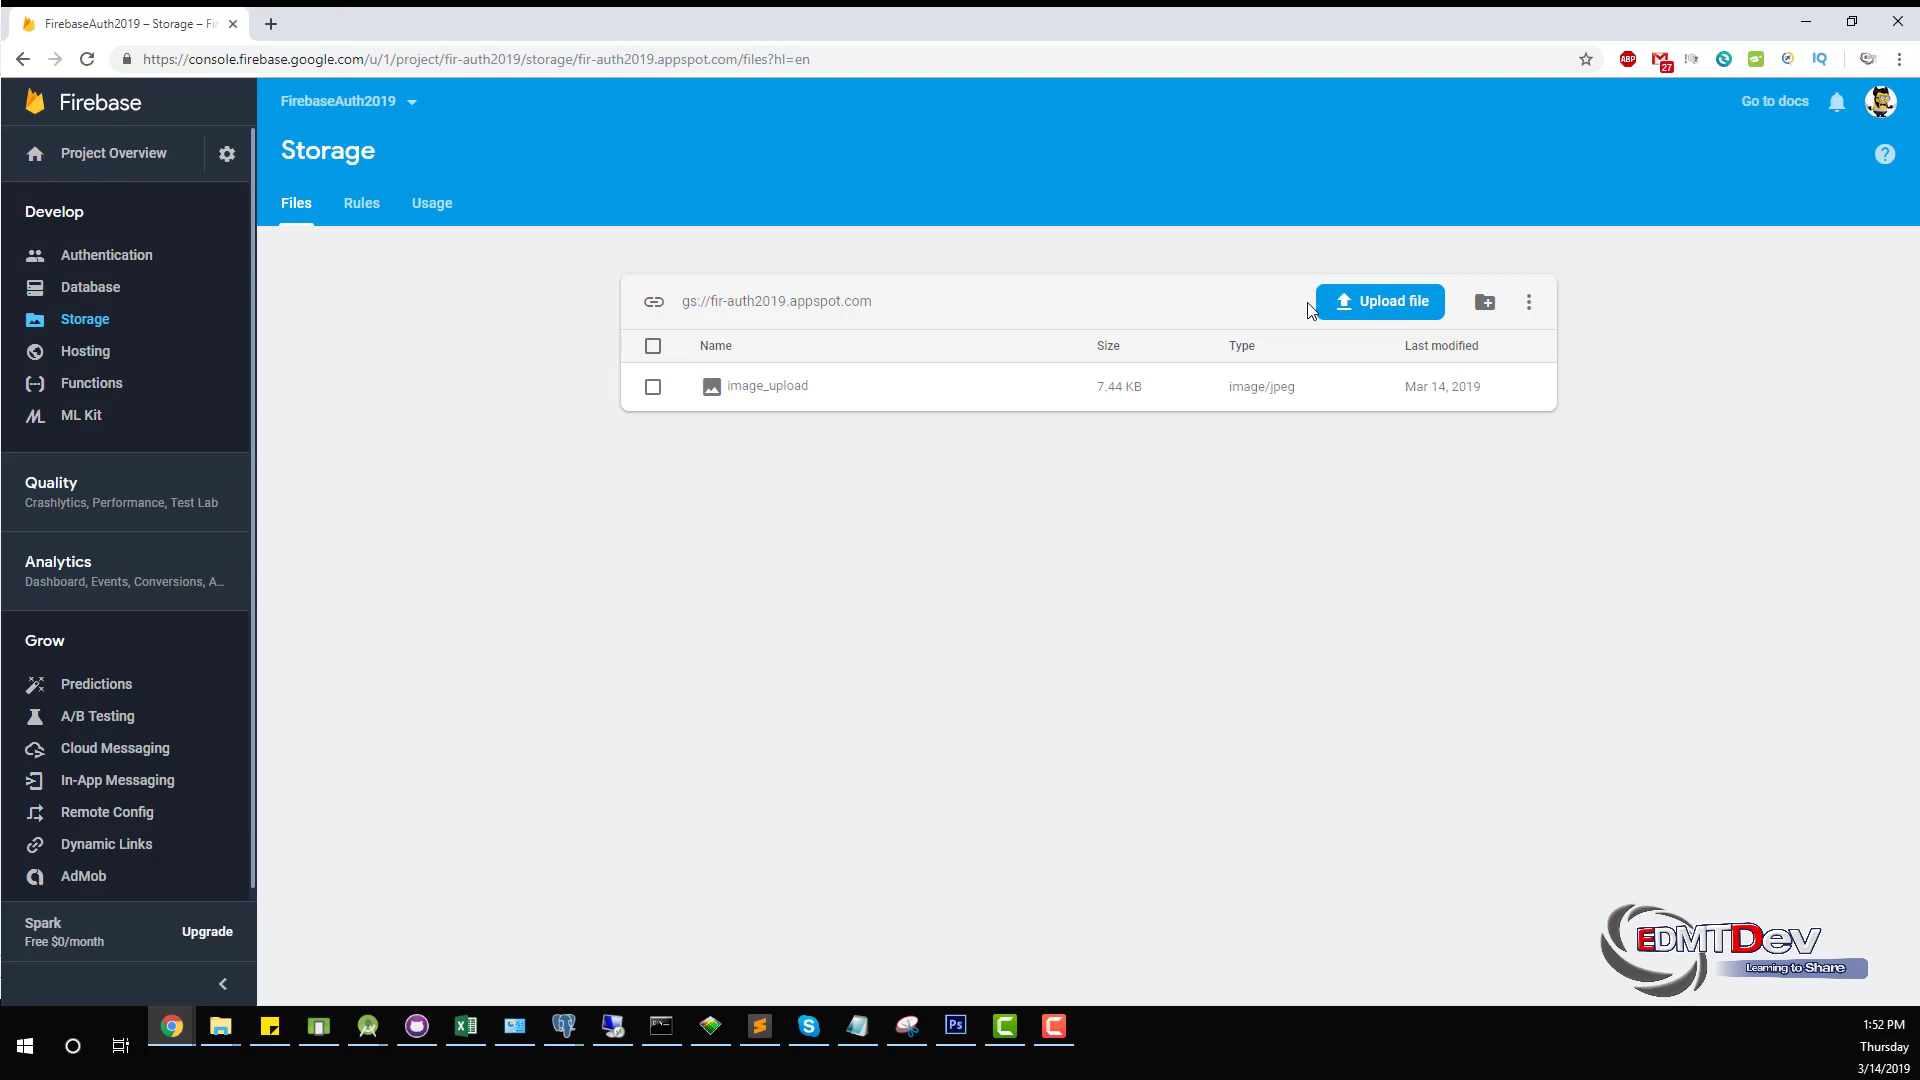 FirebaseAuth2019 – Storage – Fir
https://console.firebase.google.com/u/1/project/fir-auth2019/storage/fir-auth2019.appspot.com/files?hl=en
ABP
27
IQ
Firebase
FirebaseAuth2019
Go to docs
Project Overview
Storage
Files Rules Usage
Develop
Authentication
Database
Storage
Hosting
Functions
ML Kit
gs://fir-auth2019.appspot.com
Upload file
Name Size Type Last modified
image_upload 7.44 KB image/jpeg Mar 14, 2019
Quality
Crashlytics, Performance, Test Lab
Analytics
Dashboard, Events, Conversions, A...
Grow
Predictions
A/B Testing
Cloud Messaging
In-App Messaging
Remote Config
Dynamic Links
AdMob
Spark
Free $0/month
Upgrade
EDMTDev
Learning to Share
Ps
1:52 PM
Thursday
3/14/2019